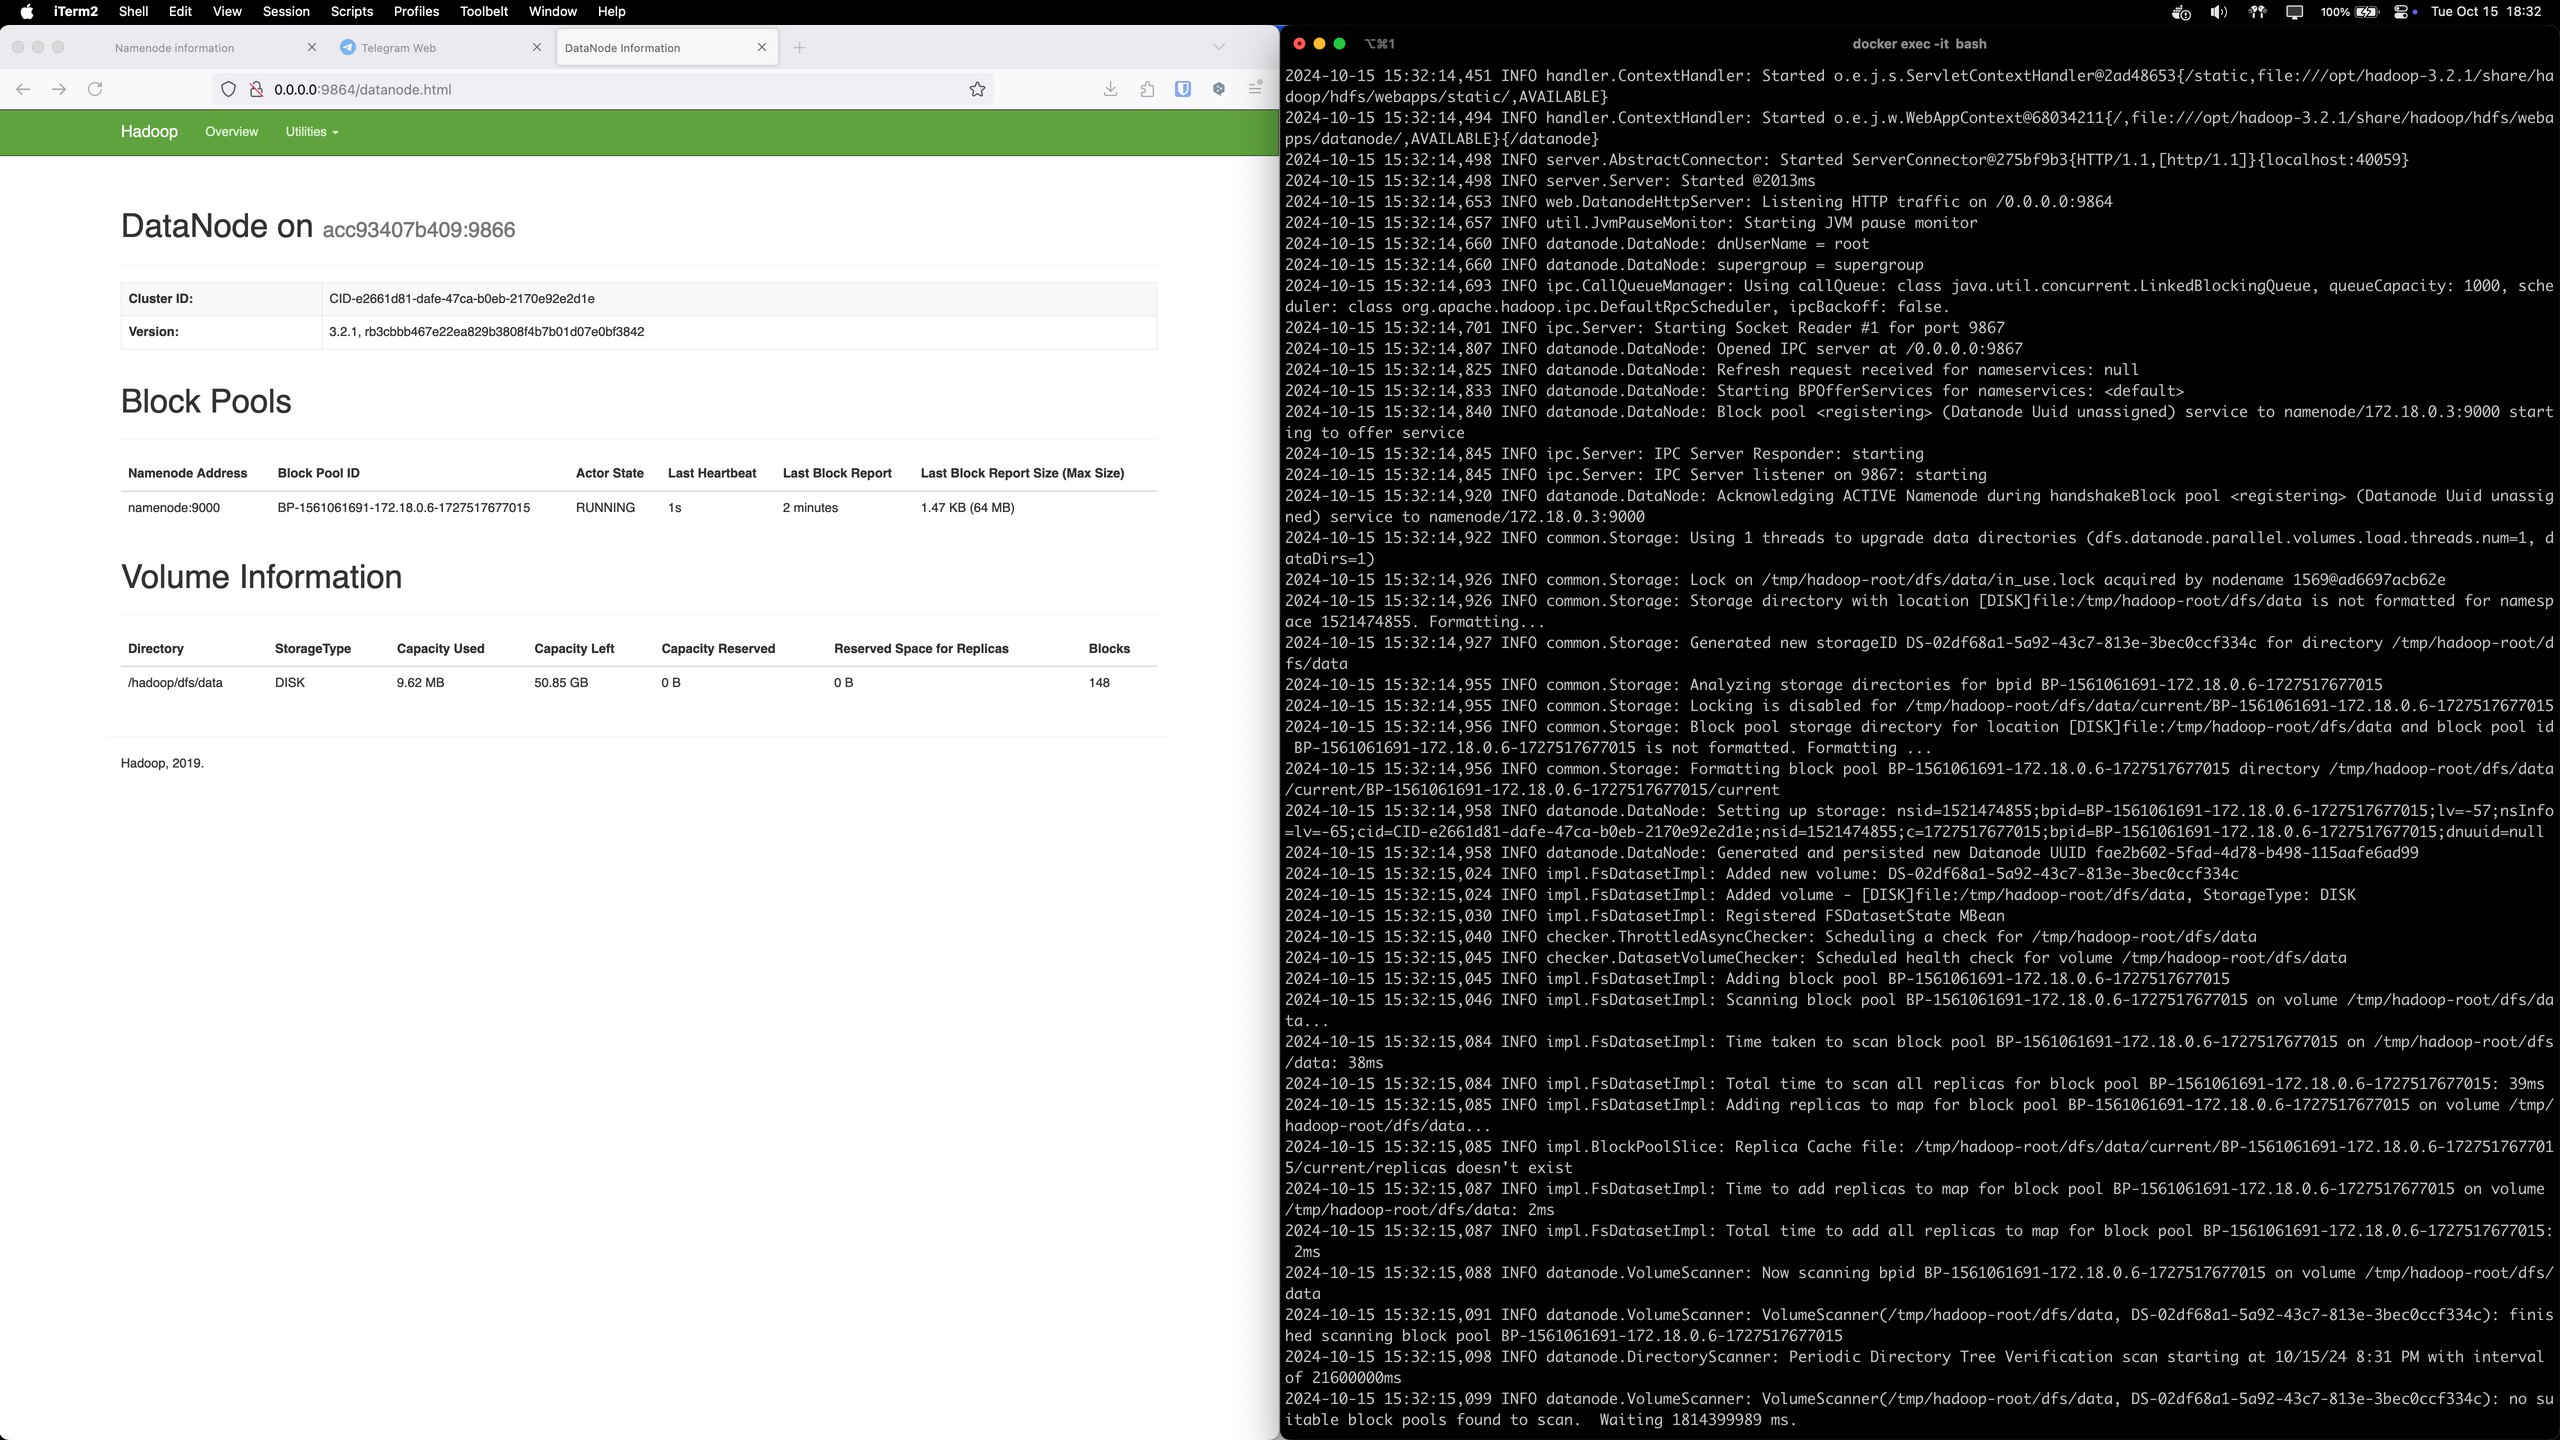 iTerm2 Shell Edit View Session Scripts Profiles Toolbelt Window Help
100% Tue Oct 15 18:32
Namenode information
Telegram Web
DataNode Information
0.0.0.0:9864/datanode.html
Hadoop Overview Utilities
DataNode on acc93407b409:9866
Cluster ID: CID-e2661d81-dafe-47ca-b0eb-2170e92e2d1e
Version: 3.2.1, rb3cbbb467e22ea829b3808f4b7b01d07e0bf3842
Block Pools
Namenode Address Block Pool ID Actor State Last Heartbeat Last Block Report Last Block Report Size (Max Size)
namenode:9000 BP-1561061691-172.18.0.6-1727517677015 RUNNING 1s 2 minutes 1.47 KB (64 MB)
Volume Information
Directory StorageType Capacity Used Capacity Left Capacity Reserved Reserved Space for Replicas Blocks
/hadoop/dfs/data DISK 9.62 MB 50.85 GB 0 B 0 B 148
Hadoop, 2019.
⌥⌘1 docker exec -it bash
2024-10-15 15:32:14,451 INFO handler.ContextHandler: Started o.e.j.s.ServletContextHandler@2ad48653{/static,file:///opt/hadoop-3.2.1/share/ha
doop/hdfs/webapps/static/,AVAILABLE}
2024-10-15 15:32:14,494 INFO handler.ContextHandler: Started o.e.j.w.WebAppContext@68034211{/,file:///opt/hadoop-3.2.1/share/hadoop/hdfs/weba
pps/datanode/,AVAILABLE}{/datanode}
2024-10-15 15:32:14,498 INFO server.AbstractConnector: Started ServerConnector@275bf9b3{HTTP/1.1,[http/1.1]}{localhost:40059}
2024-10-15 15:32:14,498 INFO server.Server: Started @2013ms
2024-10-15 15:32:14,653 INFO web.DatanodeHttpServer: Listening HTTP traffic on /0.0.0.0:9864
2024-10-15 15:32:14,657 INFO util.JvmPauseMonitor: Starting JVM pause monitor
2024-10-15 15:32:14,660 INFO datanode.DataNode: dnUserName = root
2024-10-15 15:32:14,660 INFO datanode.DataNode: supergroup = supergroup
2024-10-15 15:32:14,693 INFO ipc.CallQueueManager: Using callQueue: class java.util.concurrent.LinkedBlockingQueue, queueCapacity: 1000, sche
duler: class org.apache.hadoop.ipc.DefaultRpcScheduler, ipcBackoff: false.
2024-10-15 15:32:14,701 INFO ipc.Server: Starting Socket Reader #1 for port 9867
2024-10-15 15:32:14,807 INFO datanode.DataNode: Opened IPC server at /0.0.0.0:9867
2024-10-15 15:32:14,825 INFO datanode.DataNode: Refresh request received for nameservices: null
2024-10-15 15:32:14,833 INFO datanode.DataNode: Starting BPOfferServices for nameservices: <default>
2024-10-15 15:32:14,840 INFO datanode.DataNode: Block pool <registering> (Datanode Uuid unassigned) service to namenode/172.18.0.3:9000 start
ing to offer service
2024-10-15 15:32:14,845 INFO ipc.Server: IPC Server Responder: starting
2024-10-15 15:32:14,845 INFO ipc.Server: IPC Server listener on 9867: starting
2024-10-15 15:32:14,920 INFO datanode.DataNode: Acknowledging ACTIVE Namenode during handshakeBlock pool <registering> (Datanode Uuid unassig
ned) service to namenode/172.18.0.3:9000
2024-10-15 15:32:14,922 INFO common.Storage: Using 1 threads to upgrade data directories (dfs.datanode.parallel.volumes.load.threads.num=1, d
ataDirs=1)
2024-10-15 15:32:14,926 INFO common.Storage: Lock on /tmp/hadoop-root/dfs/data/in_use.lock acquired by nodename 1569@ad6697acb62e
2024-10-15 15:32:14,926 INFO common.Storage: Storage directory with location [DISK]file:/tmp/hadoop-root/dfs/data is not formatted for namesp
ace 1521474855. Formatting...
2024-10-15 15:32:14,927 INFO common.Storage: Generated new storageID DS-02df68a1-5a92-43c7-813e-3bec0ccf334c for directory /tmp/hadoop-root/d
fs/data
2024-10-15 15:32:14,955 INFO common.Storage: Analyzing storage directories for bpid BP-1561061691-172.18.0.6-1727517677015
2024-10-15 15:32:14,955 INFO common.Storage: Locking is disabled for /tmp/hadoop-root/dfs/data/current/BP-1561061691-172.18.0.6-1727517677015
2024-10-15 15:32:14,956 INFO common.Storage: Block pool storage directory for location [DISK]file:/tmp/hadoop-root/dfs/data and block pool id
 BP-1561061691-172.18.0.6-1727517677015 is not formatted. Formatting ...
2024-10-15 15:32:14,956 INFO common.Storage: Formatting block pool BP-1561061691-172.18.0.6-1727517677015 directory /tmp/hadoop-root/dfs/data
/current/BP-1561061691-172.18.0.6-1727517677015/current
2024-10-15 15:32:14,958 INFO datanode.DataNode: Setting up storage: nsid=1521474855;bpid=BP-1561061691-172.18.0.6-1727517677015;lv=-57;nsInfo
=lv=-65;cid=CID-e2661d81-dafe-47ca-b0eb-2170e92e2d1e;nsid=1521474855;c=1727517677015;bpid=BP-1561061691-172.18.0.6-1727517677015;dnuuid=null
2024-10-15 15:32:14,958 INFO datanode.DataNode: Generated and persisted new Datanode UUID fae2b602-5fad-4d78-b498-115aafe6ad99
2024-10-15 15:32:15,024 INFO impl.FsDatasetImpl: Added new volume: DS-02df68a1-5a92-43c7-813e-3bec0ccf334c
2024-10-15 15:32:15,024 INFO impl.FsDatasetImpl: Added volume - [DISK]file:/tmp/hadoop-root/dfs/data, StorageType: DISK
2024-10-15 15:32:15,030 INFO impl.FsDatasetImpl: Registered FSDatasetState MBean
2024-10-15 15:32:15,040 INFO checker.ThrottledAsyncChecker: Scheduling a check for /tmp/hadoop-root/dfs/data
2024-10-15 15:32:15,045 INFO checker.DatasetVolumeChecker: Scheduled health check for volume /tmp/hadoop-root/dfs/data
2024-10-15 15:32:15,045 INFO impl.FsDatasetImpl: Adding block pool BP-1561061691-172.18.0.6-1727517677015
2024-10-15 15:32:15,046 INFO impl.FsDatasetImpl: Scanning block pool BP-1561061691-172.18.0.6-1727517677015 on volume /tmp/hadoop-root/dfs/da
ta...
2024-10-15 15:32:15,084 INFO impl.FsDatasetImpl: Time taken to scan block pool BP-1561061691-172.18.0.6-1727517677015 on /tmp/hadoop-root/dfs
/data: 38ms
2024-10-15 15:32:15,084 INFO impl.FsDatasetImpl: Total time to scan all replicas for block pool BP-1561061691-172.18.0.6-1727517677015: 39ms
2024-10-15 15:32:15,085 INFO impl.FsDatasetImpl: Adding replicas to map for block pool BP-1561061691-172.18.0.6-1727517677015 on volume /tmp/
hadoop-root/dfs/data...
2024-10-15 15:32:15,085 INFO impl.BlockPoolSlice: Replica Cache file: /tmp/hadoop-root/dfs/data/current/BP-1561061691-172.18.0.6-172751767701
5/current/replicas doesn't exist
2024-10-15 15:32:15,087 INFO impl.FsDatasetImpl: Time to add replicas to map for block pool BP-1561061691-172.18.0.6-1727517677015 on volume
/tmp/hadoop-root/dfs/data: 2ms
2024-10-15 15:32:15,087 INFO impl.FsDatasetImpl: Total time to add all replicas to map for block pool BP-1561061691-172.18.0.6-1727517677015:
 2ms
2024-10-15 15:32:15,088 INFO datanode.VolumeScanner: Now scanning bpid BP-1561061691-172.18.0.6-1727517677015 on volume /tmp/hadoop-root/dfs/
data
2024-10-15 15:32:15,091 INFO datanode.VolumeScanner: VolumeScanner(/tmp/hadoop-root/dfs/data, DS-02df68a1-5a92-43c7-813e-3bec0ccf334c): finis
hed scanning block pool BP-1561061691-172.18.0.6-1727517677015
2024-10-15 15:32:15,098 INFO datanode.DirectoryScanner: Periodic Directory Tree Verification scan starting at 10/15/24 8:31 PM with interval
of 21600000ms
2024-10-15 15:32:15,099 INFO datanode.VolumeScanner: VolumeScanner(/tmp/hadoop-root/dfs/data, DS-02df68a1-5a92-43c7-813e-3bec0ccf334c): no su
itable block pools found to scan.  Waiting 1814399989 ms.